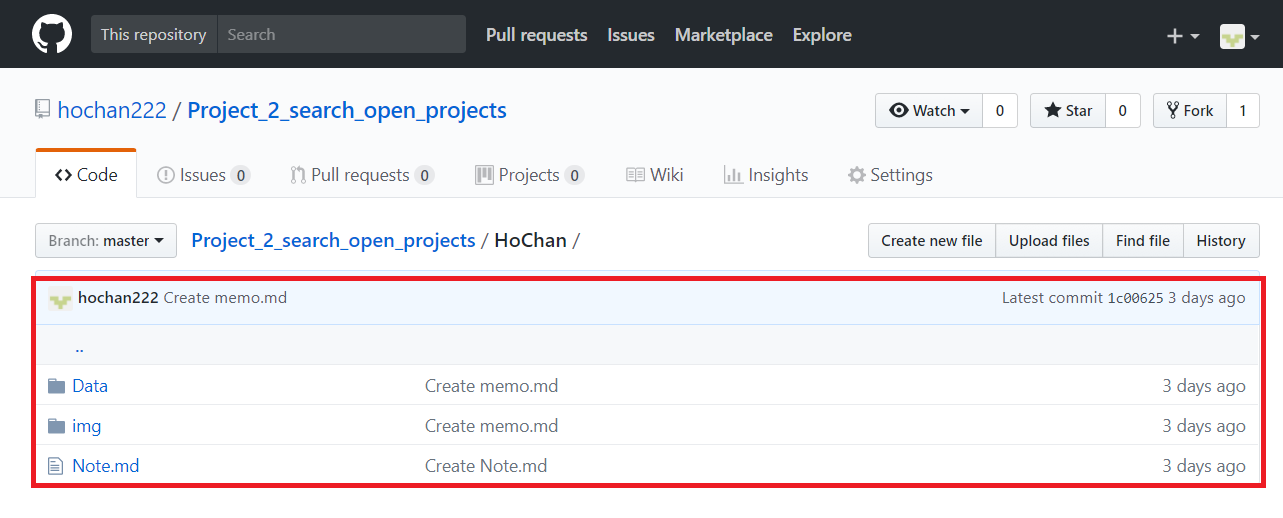 This repository Search Pull requests Issues Marketplace Explore
hochan222 / Project_2_search_open_projects Watch 0 Star 0 Fork 1
Code Issues 0 Pull requests 0 Projects 0 Wiki Insights Settings
Branch: master Project_2_search_open_projects / HoChan / Create new file Upload files Find file History
hochan222 Create memo.md Latest commit 1c00625 3 days ago
..
Data Create memo.md 3 days ago
img Create memo.md 3 days ago
Note.md Create Note.md 3 days ago